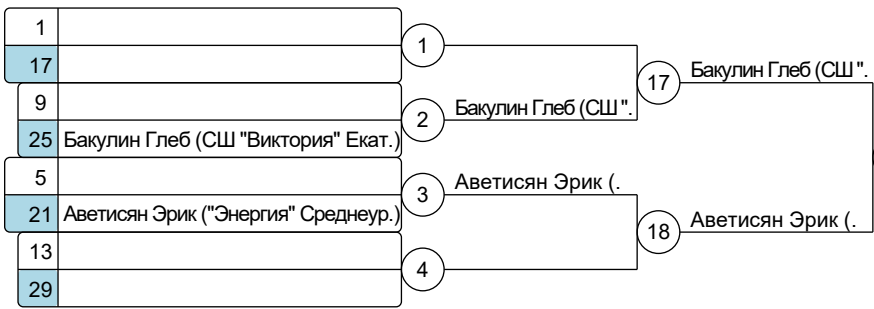 1
17
1
9
25 Бакулин Глеб (СШ "Виктория" Екат.)
2
Бакулин Глеб (СШ ".
17
Бакулин Глеб (СШ ".
5
21 Аветисян Эрик ("Энергия" Среднеур.)
3
Аветисян Эрик (.
13
29
4
18
Аветисян Эрик (.